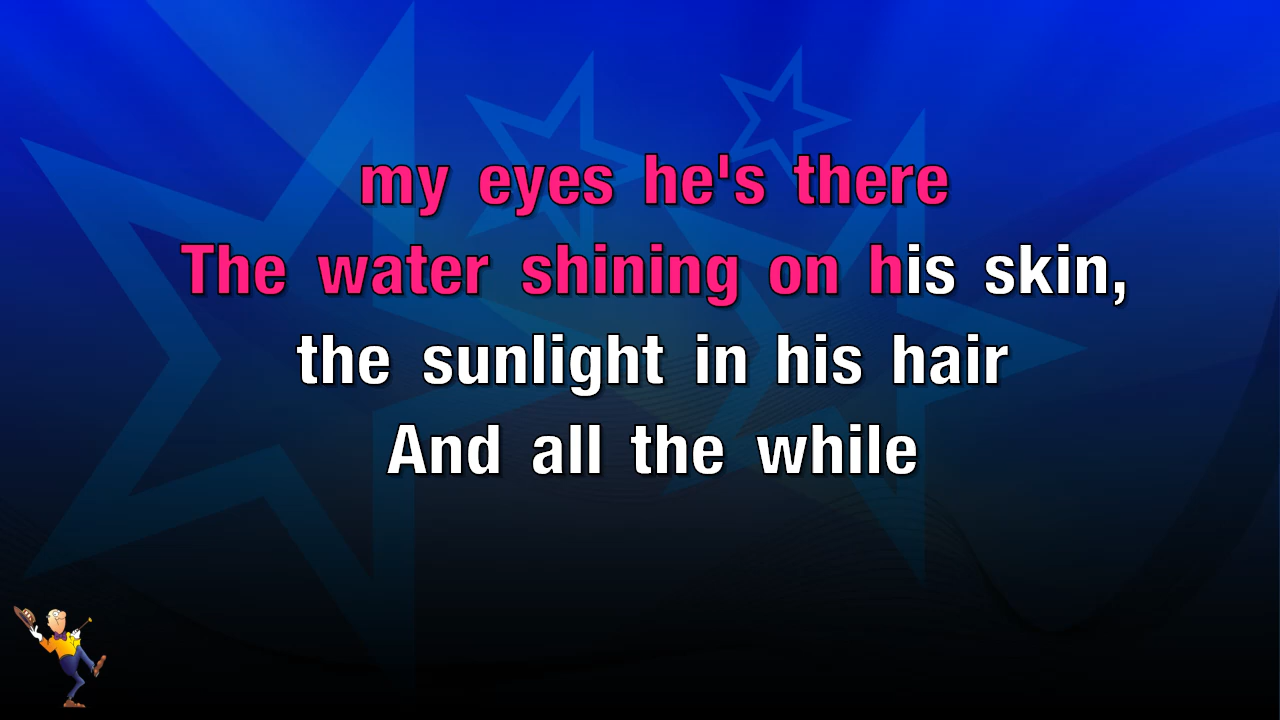 my eyes he's there
The water shining on his skin,
the sunlight in his hair
And all the while